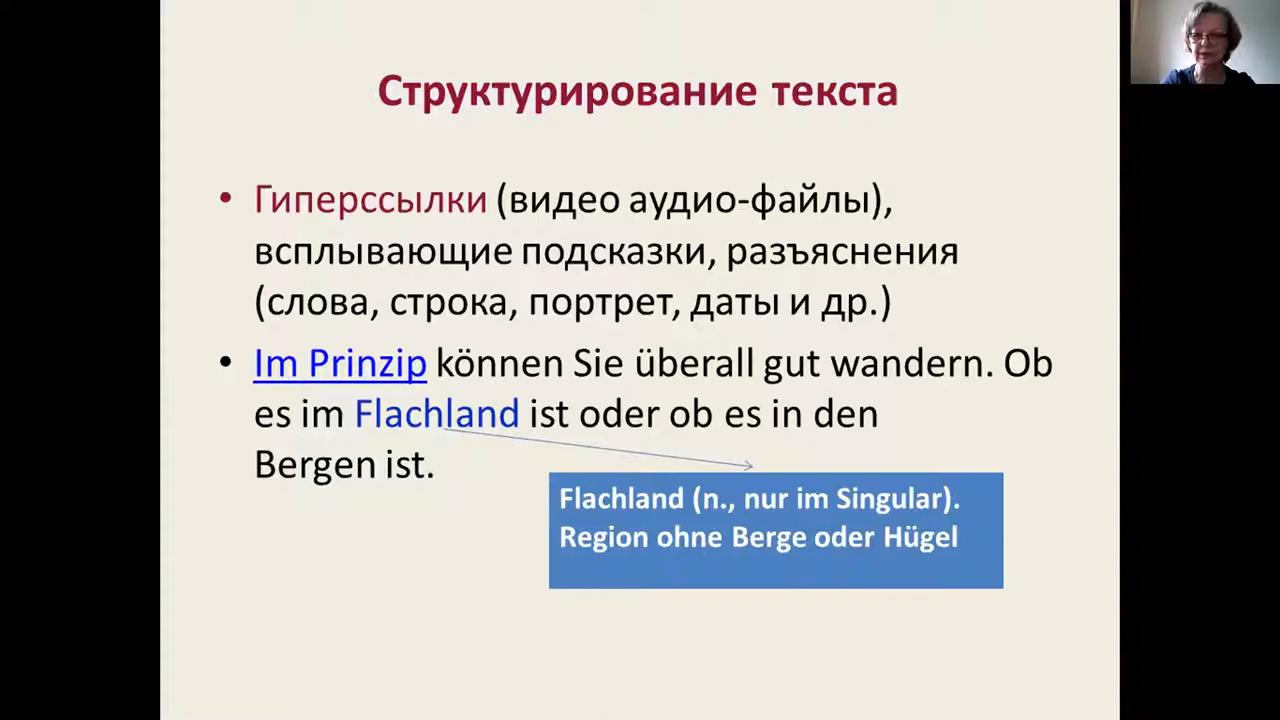 Структурирование текста
• Гиперссылки (видео аудио-файлы),
всплывающие подсказки, разъяснения
(слова, строка, портрет, даты и др.)
• Im Prinzip können Sie überall gut wandern. Ob
es im Flachland ist oder ob es in den
Bergen ist.
Flachland (n., nur im Singular).
Region ohne Berge oder Hügel